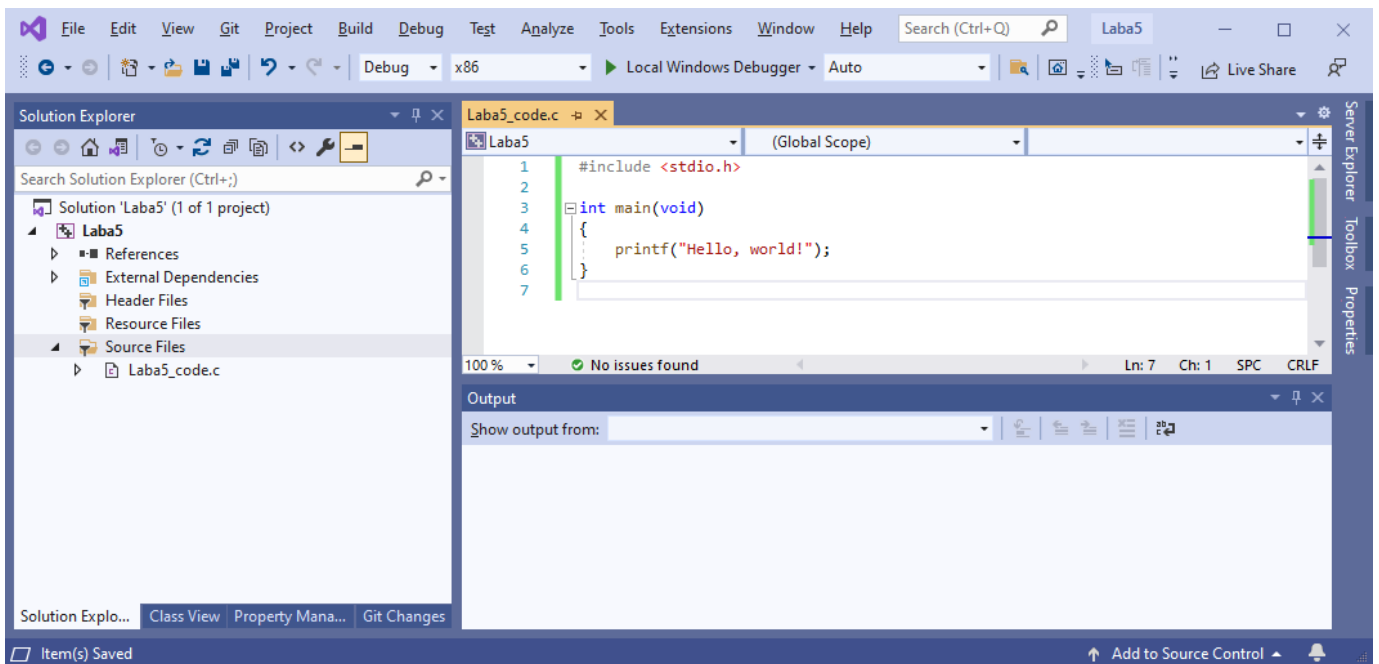 File Edit View Git Project Build Debug Test Analyze Tools Extensions Window Help Search (Ctrl+Q) Laba5
Debug x86 Local Windows Debugger Auto Live Share
Solution Explorer
Search Solution Explorer (Ctrl+;)
Solution 'Laba5' (1 of 1 project)
Laba5
References
External Dependencies
Header Files
Resource Files
Source Files
Laba5_code.c
Solution Explo... Class View Property Mana... Git Changes
Laba5_code.c
Laba5 (Global Scope)
1 #include <stdio.h>
2
3 int main(void)
4 {
5 printf("Hello, world!");
6 }
7
100 % No issues found Ln: 7 Ch: 1 SPC CRLF
Output
Show output from:
Server Explorer
Toolbox
Properties
Item(s) Saved Add to Source Control